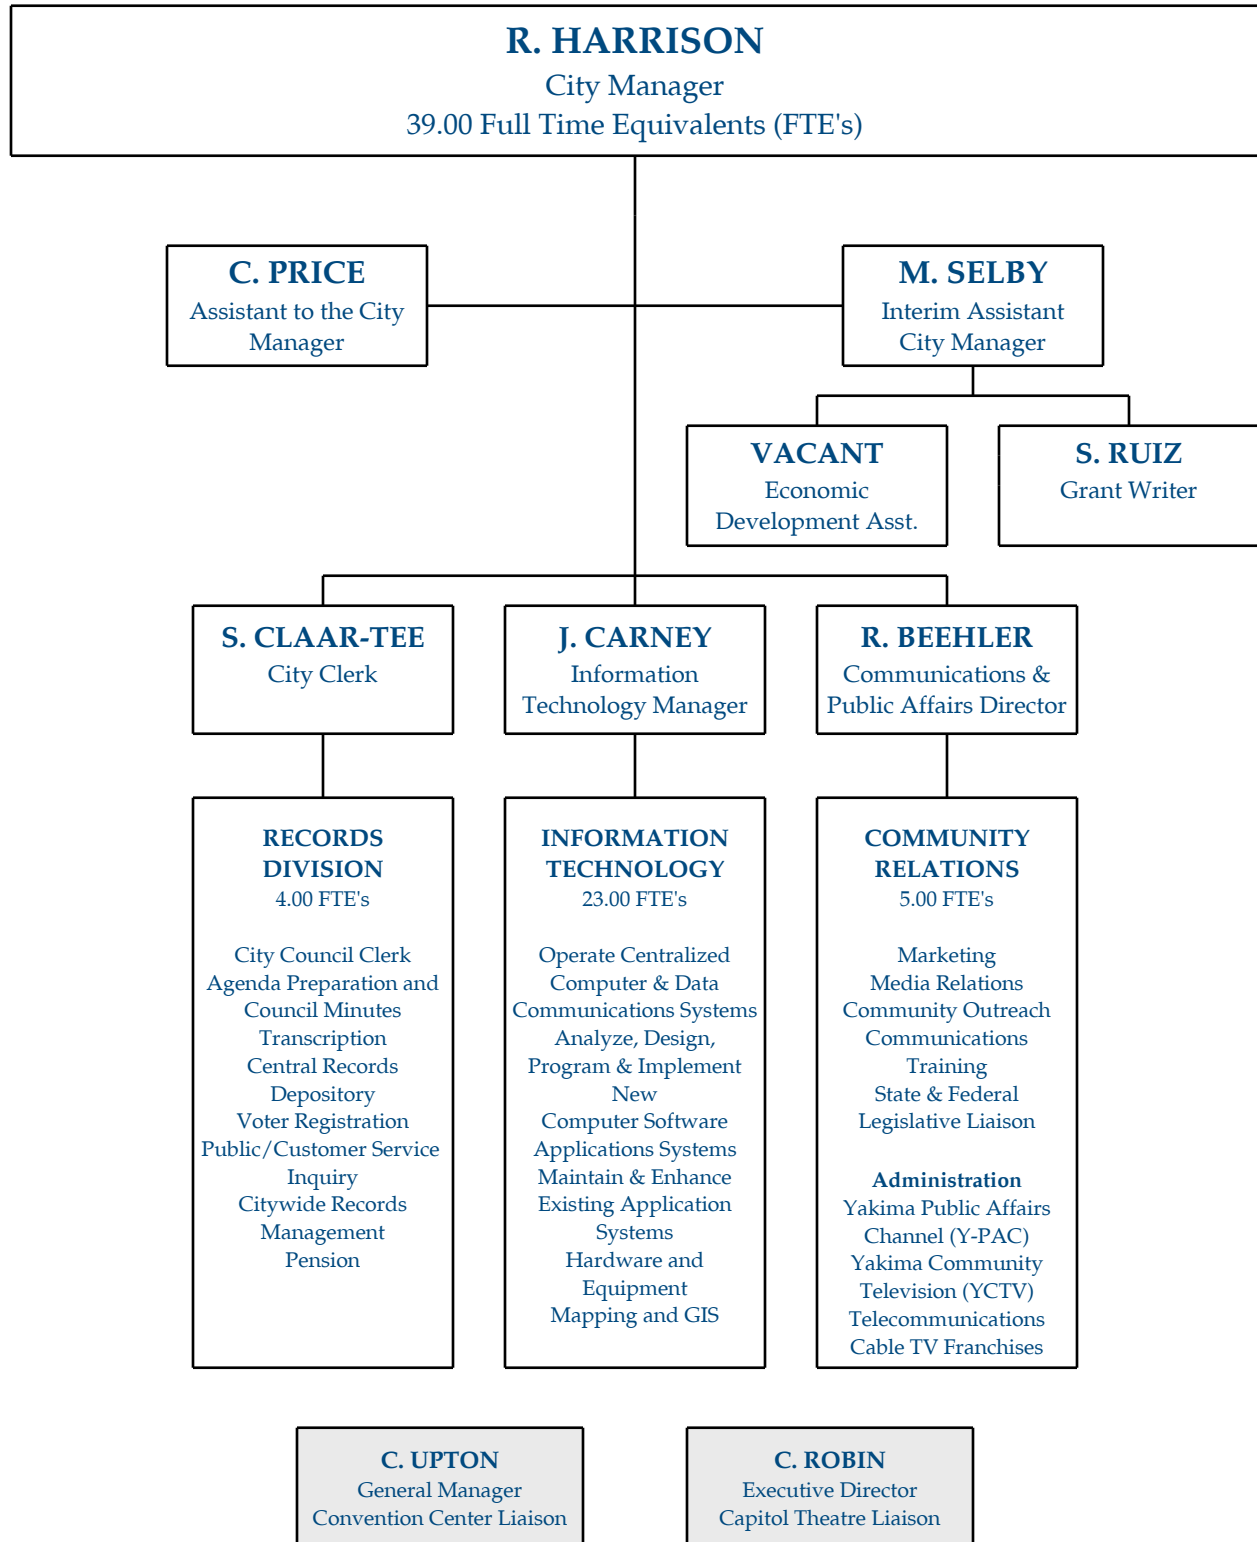 R. HARRISON
City Manager
39.00 Full Time Equivalents (FTE's)
C. PRICE
Assistant to the City
Manager
M. SELBY
Interim Assistant
City Manager
VACANT
Economic
Development Asst.
S. RUIZ
Grant Writer
S. CLAAR-TEE
City Clerk
J. CARNEY
Information
Technology Manager
R. BEEHLER
Communications &
Public Affairs Director
RECORDS
DIVISION
4.00 FTE's
City Council Clerk
Agenda Preparation and
Council Minutes
Transcription
Central Records
Depository
Voter Registration
Public/Customer Service
Inquiry
Citywide Records
Management
Pension
INFORMATION
TECHNOLOGY
23.00 FTE's
Operate Centralized
Computer & Data
Communications Systems
Analyze, Design,
Program & Implement
New
Computer Software
Applications Systems
Maintain & Enhance
Existing Application
Systems
Hardware and
Equipment
Mapping and GIS
COMMUNITY
RELATIONS
5.00 FTE's
Marketing
Media Relations
Community Outreach
Communications
Training
State & Federal
Legislative Liaison
Administration
Yakima Public Affairs
Channel (Y-PAC)
Yakima Community
Television (YCTV)
Telecommunications
Cable TV Franchises
C. UPTON
General Manager
Convention Center Liaison
C. ROBIN
Executive Director
Capitol Theatre Liaison